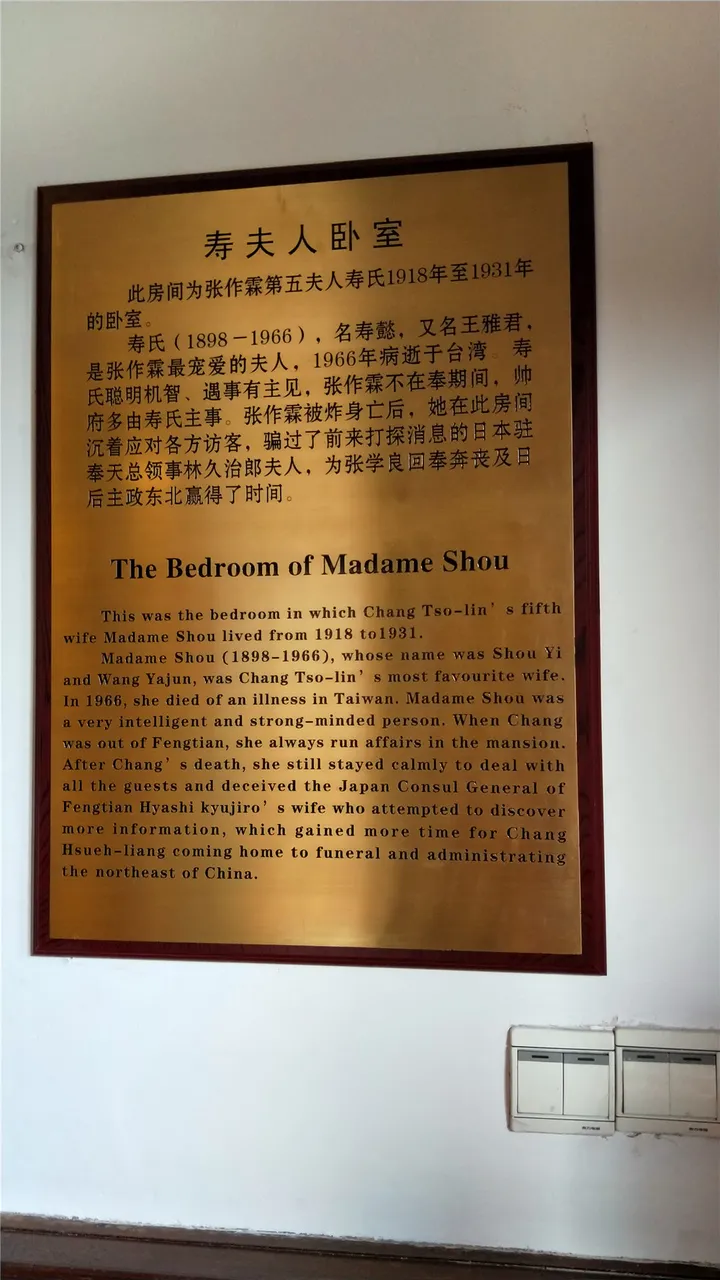 寿夫人卧室
此房间为张作霖第五夫人寿氏1918年至1931年
的卧室。
寿氏（1898－1966），名寿懿，又名王雅君，
是张作霖最宠爱的夫人，1966年病逝于台湾。寿
氏聪明机智、遇事有主见，张作霖不在奉期间，帅
府多由寿氏主事。张作霖被炸身亡后，她在此房间
沉着应对各方访客，骗过了前来打探消息的日本驻
奉天总领事林久治郎夫人，为张学良回奉奔丧及日
后主政东北赢得了时间。
The Bedroom of Madame Shou
This was the bedroom in which Chang Tso-lin's fifth
wife Madame Shou lived from 1918 to1931.
Madame Shou (1898-1966), whose name was Shou Yi
and Wang Yajun, was Chang Tso-lin's most favourite wife.
In 1966, she died of an illness in Taiwan. Madame Shou was
a very intelligent and strong-minded person. When Chang
was out of Fengtian, she always run affairs in the mansion.
After Chang's death, she still stayed calmly to deal with
all the guests and deceived the Japan Consul General of
Fengtian Hyashi kyujiro's wife who attempted to discover
more information, which gained more time for Chang
Hsueh-liang coming home to funeral and administrating
the northeast of China.